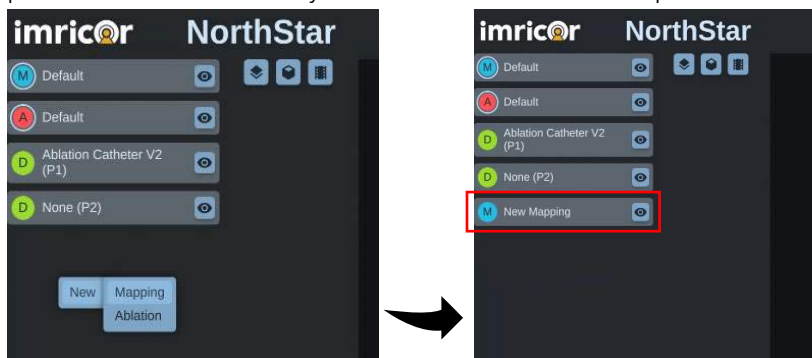 imricor NorthStar
M Default
A Default
D Ablation Catheter V2
(P1)
D None (P2)
New Mapping
Ablation
imricor NorthStar
M Default
A Default
D Ablation Catheter V2
(P1)
D None (P2)
M New Mapping